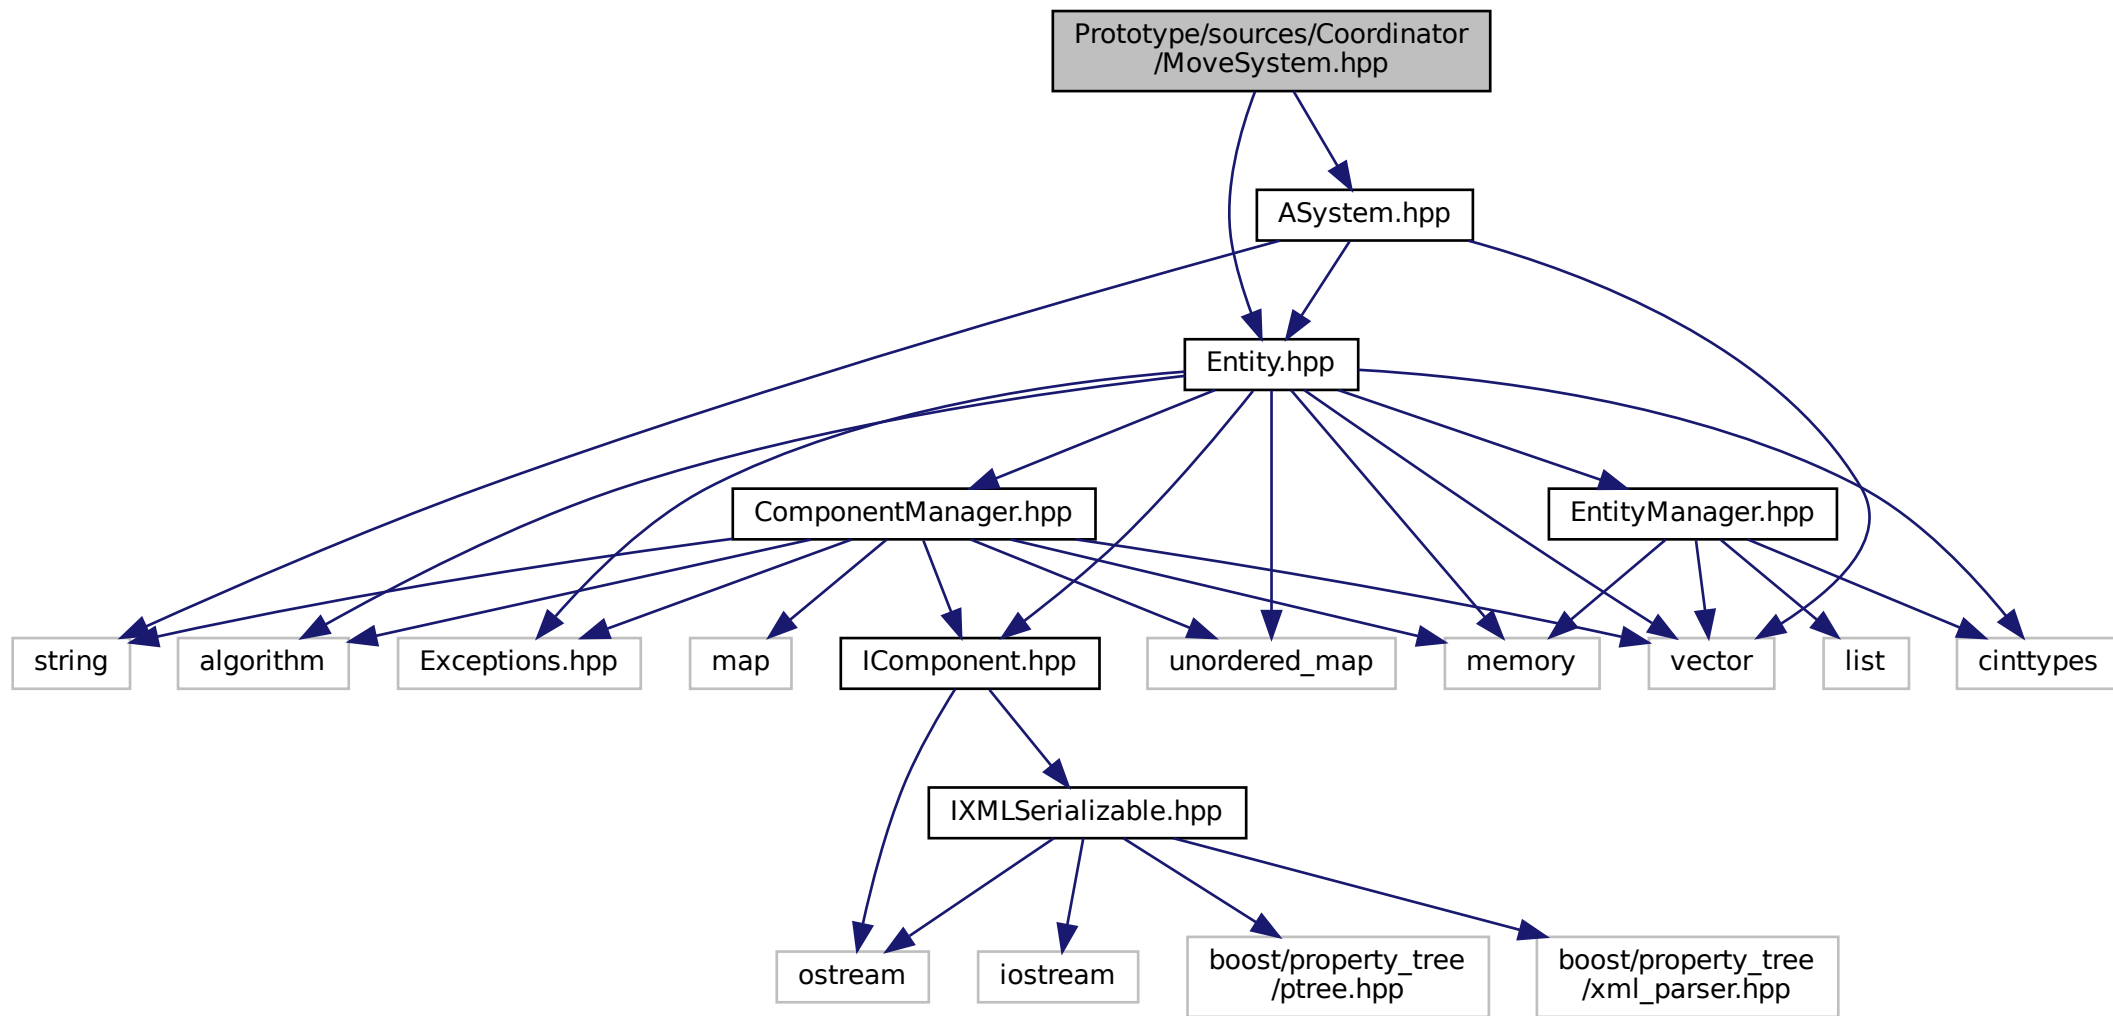 Prototype/sources/Coordinator
/MoveSystem.hpp
ASystem.hpp
Entity.hpp
ComponentManager.hpp
EntityManager.hpp
string
algorithm
Exceptions.hpp
map
IComponent.hpp
unordered_map
memory
vector
list
cinttypes
IXMLSerializable.hpp
ostream
iostream
boost/property_tree
/ptree.hpp
boost/property_tree
/xml_parser.hpp